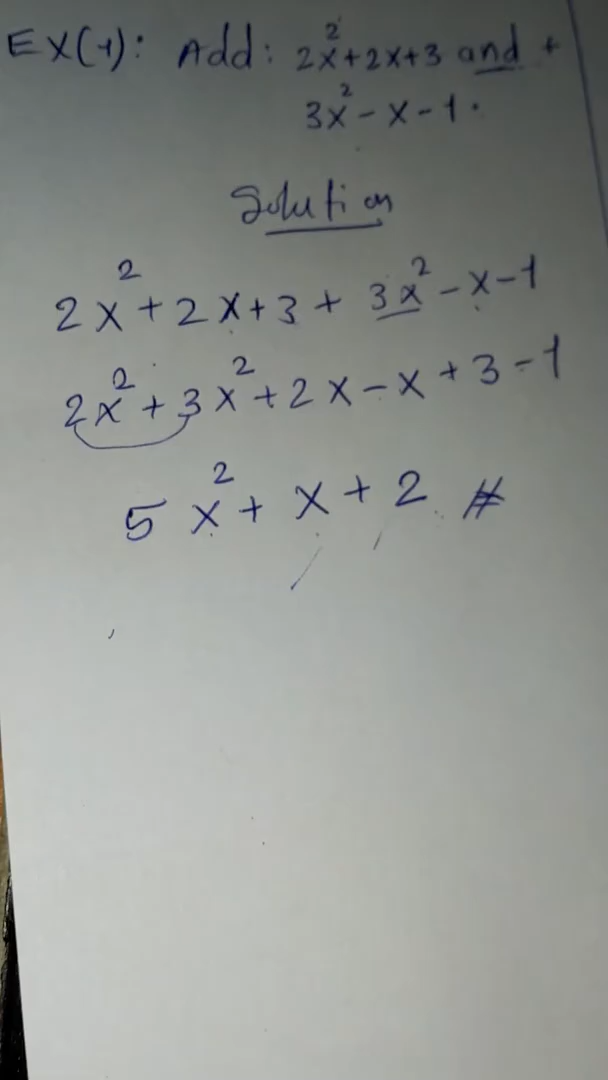 EX(1): Add: 2x²+2x+3 and +
3x²-x-1.
Solution
2x²+2x+3+3x²-x-1
2x²+3x²+2x-x+3-1
5x²+x+2 #